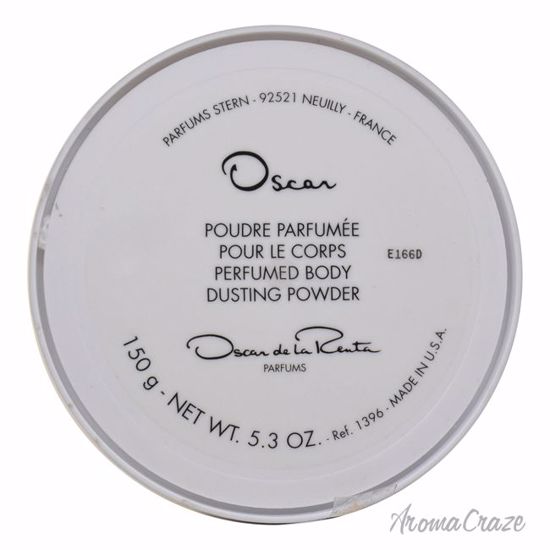 PARFUMS STERN - 92521 NEUILLY - FRANCE
Oscar
POUDRE PARFUMÉE
POUR LE CORPS
PERFUMED BODY
DUSTING POWDER
E166D
Oscar de la Renta
PARFUMS
150 g - NET WT. 5.3 OZ. - Ref. 1396 - MADE IN U.S.A.
AromaCraze